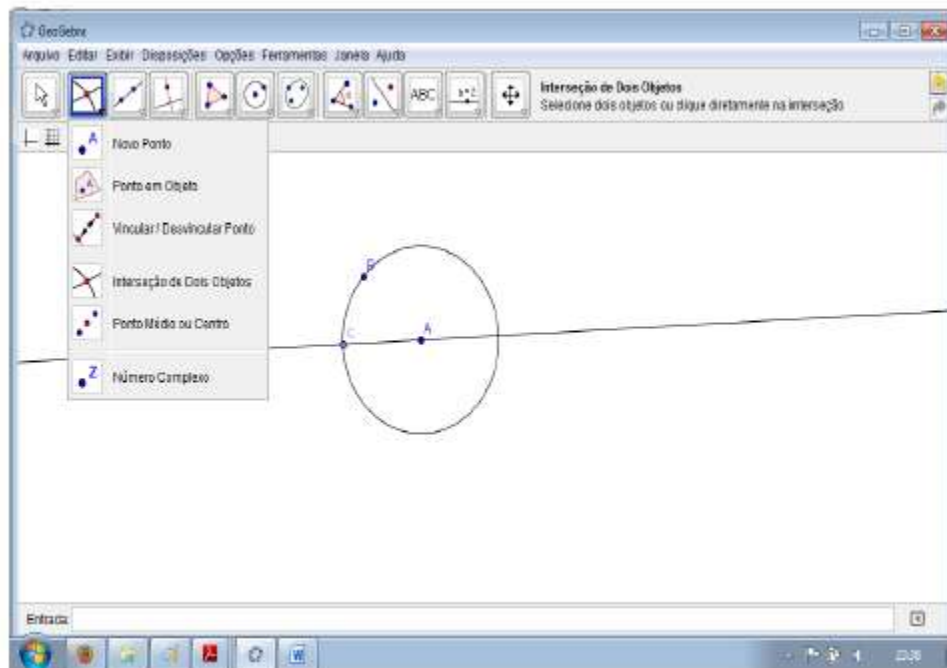 GeoGebra
Arquivo Editar Exibir Disposições Opções Ferramentas Janela Ajuda
ABC
a=2
Interseção de Dois Objetos
Selecione dois objetos ou clique diretamente na interseção
A
Novo Ponto
A
Ponto em Objeto
Vincular / Desvincular Ponto
Interseção de Dois Objetos
Ponto Médio ou Centro
Z
Número Complexo
B
C
A
Entrada: